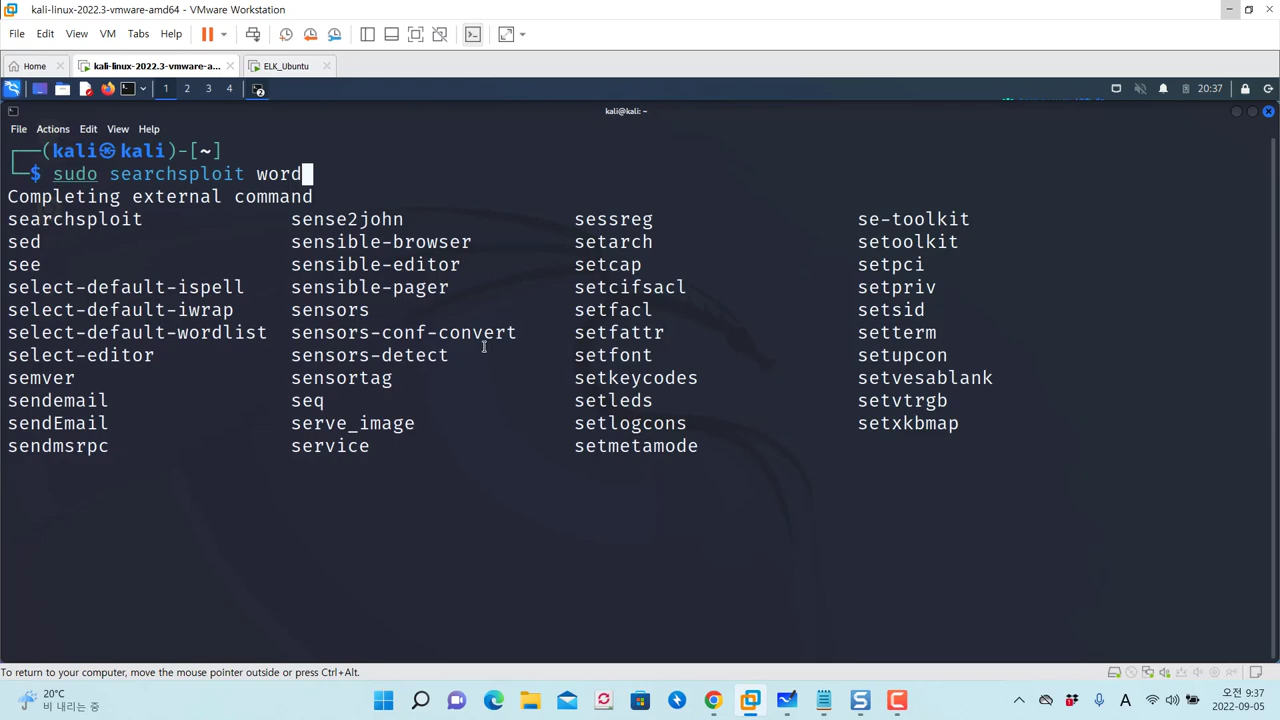 kali-linux-2022.3-vmware-amd64 - VMware Workstation
File Edit View VM Tabs Help
Home kali-linux-2022.3-vmware-a... ELK_Ubuntu
1 2 3 4 2 20:37
kali@kali: ~
File Actions Edit View Help
(kali㉿kali)-[~]
$ sudo searchsploit word
Completing external command
searchsploit sense2john sessreg se-toolkit
sed sensible-browser setarch setoolkit
see sensible-editor setcap setpci
select-default-ispell sensible-pager setcifsacl setpriv
select-default-iwrap sensors setfacl setsid
select-default-wordlist sensors-conf-convert setfattr setterm
select-editor sensors-detect setfont setupcon
semver sensortag setkeycodes setvesablank
sendemail seq setleds setvtrgb
sendEmail serve_image setlogcons setxkbmap
sendmsrpc service setmetamode
To return to your computer, move the mouse pointer outside or press Ctrl+Alt.
20°C
비 내리는 중
A
오전 9:37
2022-09-05